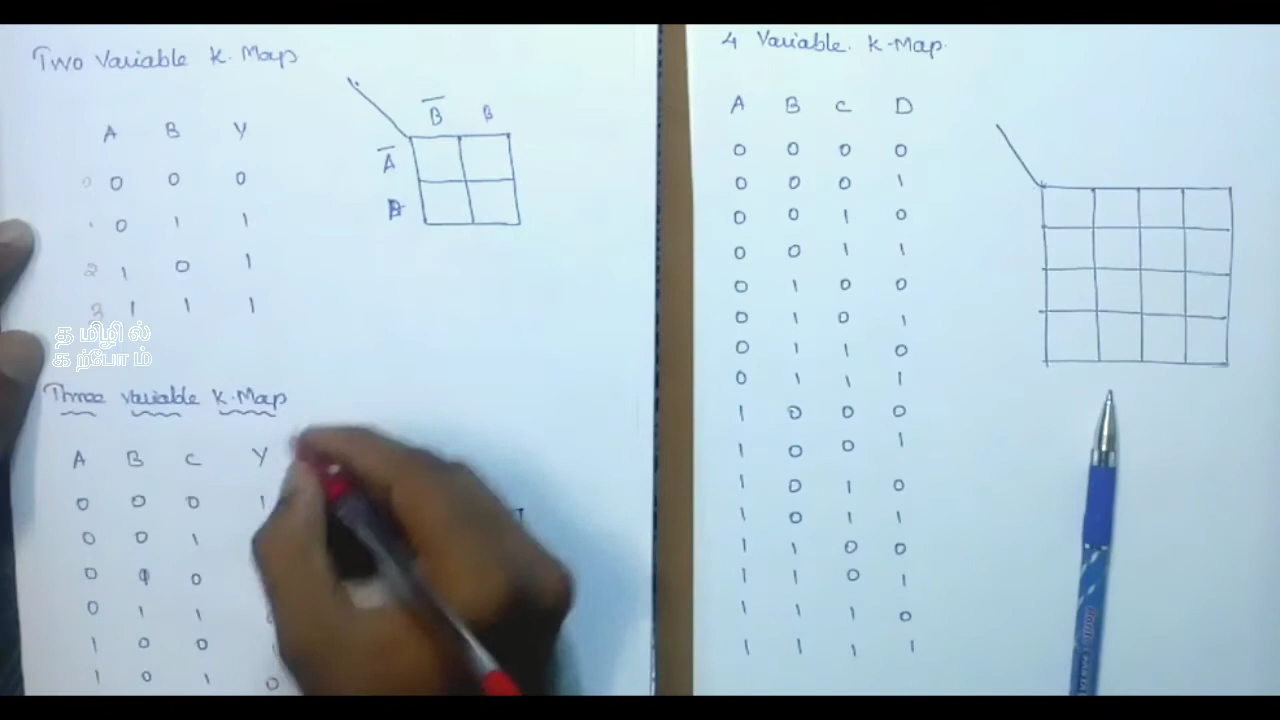 Two Variable K-Map
B̅ B
A̅
A B Y
0 0 0 0
1 0 1 1
2 1 0 1
3 1 1 1
தமிழில்
கற்போம்
Three Variable K-Map
A B C Y
0 0 0 1
0 0 1
0 1 0
0 1 1
1 0 0
1 0 1 0
4 Variable K-Map
A B C D
0 0 0 0
0 0 0 1
0 0 1 0
0 0 1 1
0 1 0 0
0 1 0 1
0 1 1 0
0 1 1 1
1 0 0 0
1 0 0 1
1 0 1 0
1 0 1 1
1 1 0 0
1 1 0 1
1 1 1 0
1 1 1 1